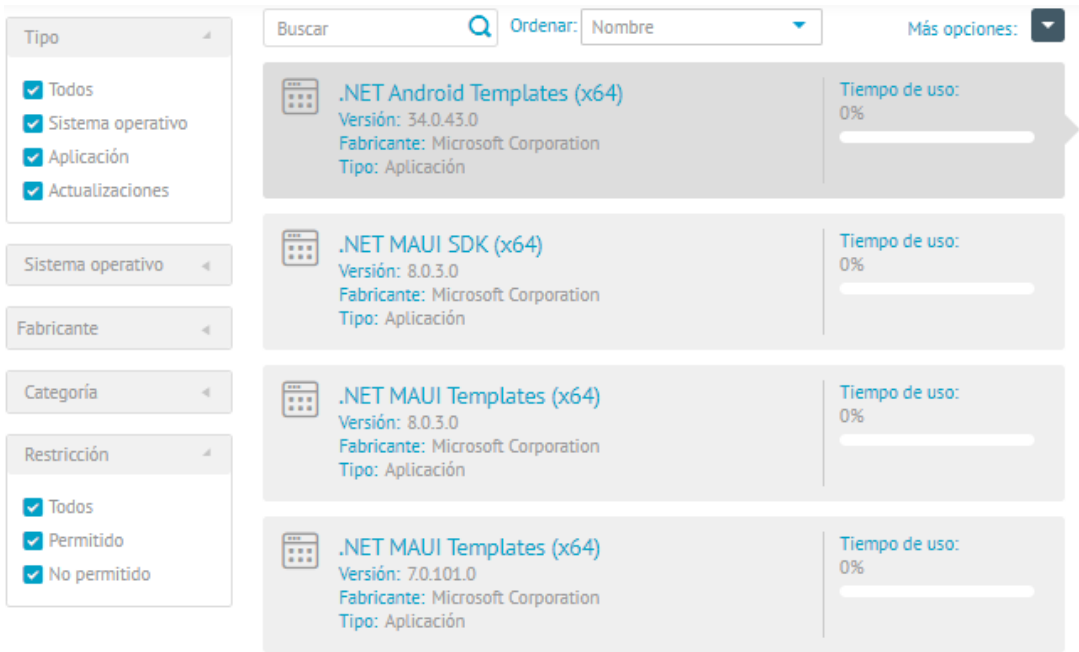 Tipo
Todos
Sistema operativo
Aplicación
Actualizaciones
Sistema operativo
Fabricante
Categoría
Restricción
Todos
Permitido
No permitido
Buscar
Ordenar: Nombre
Más opciones:
.NET Android Templates (x64)
Versión: 34.0.43.0
Fabricante: Microsoft Corporation
Tipo: Aplicación
Tiempo de uso:
0%
.NET MAUI SDK (x64)
Versión: 8.0.3.0
Fabricante: Microsoft Corporation
Tipo: Aplicación
Tiempo de uso:
0%
.NET MAUI Templates (x64)
Versión: 8.0.3.0
Fabricante: Microsoft Corporation
Tipo: Aplicación
Tiempo de uso:
0%
.NET MAUI Templates (x64)
Versión: 7.0.101.0
Fabricante: Microsoft Corporation
Tipo: Aplicación
Tiempo de uso:
0%